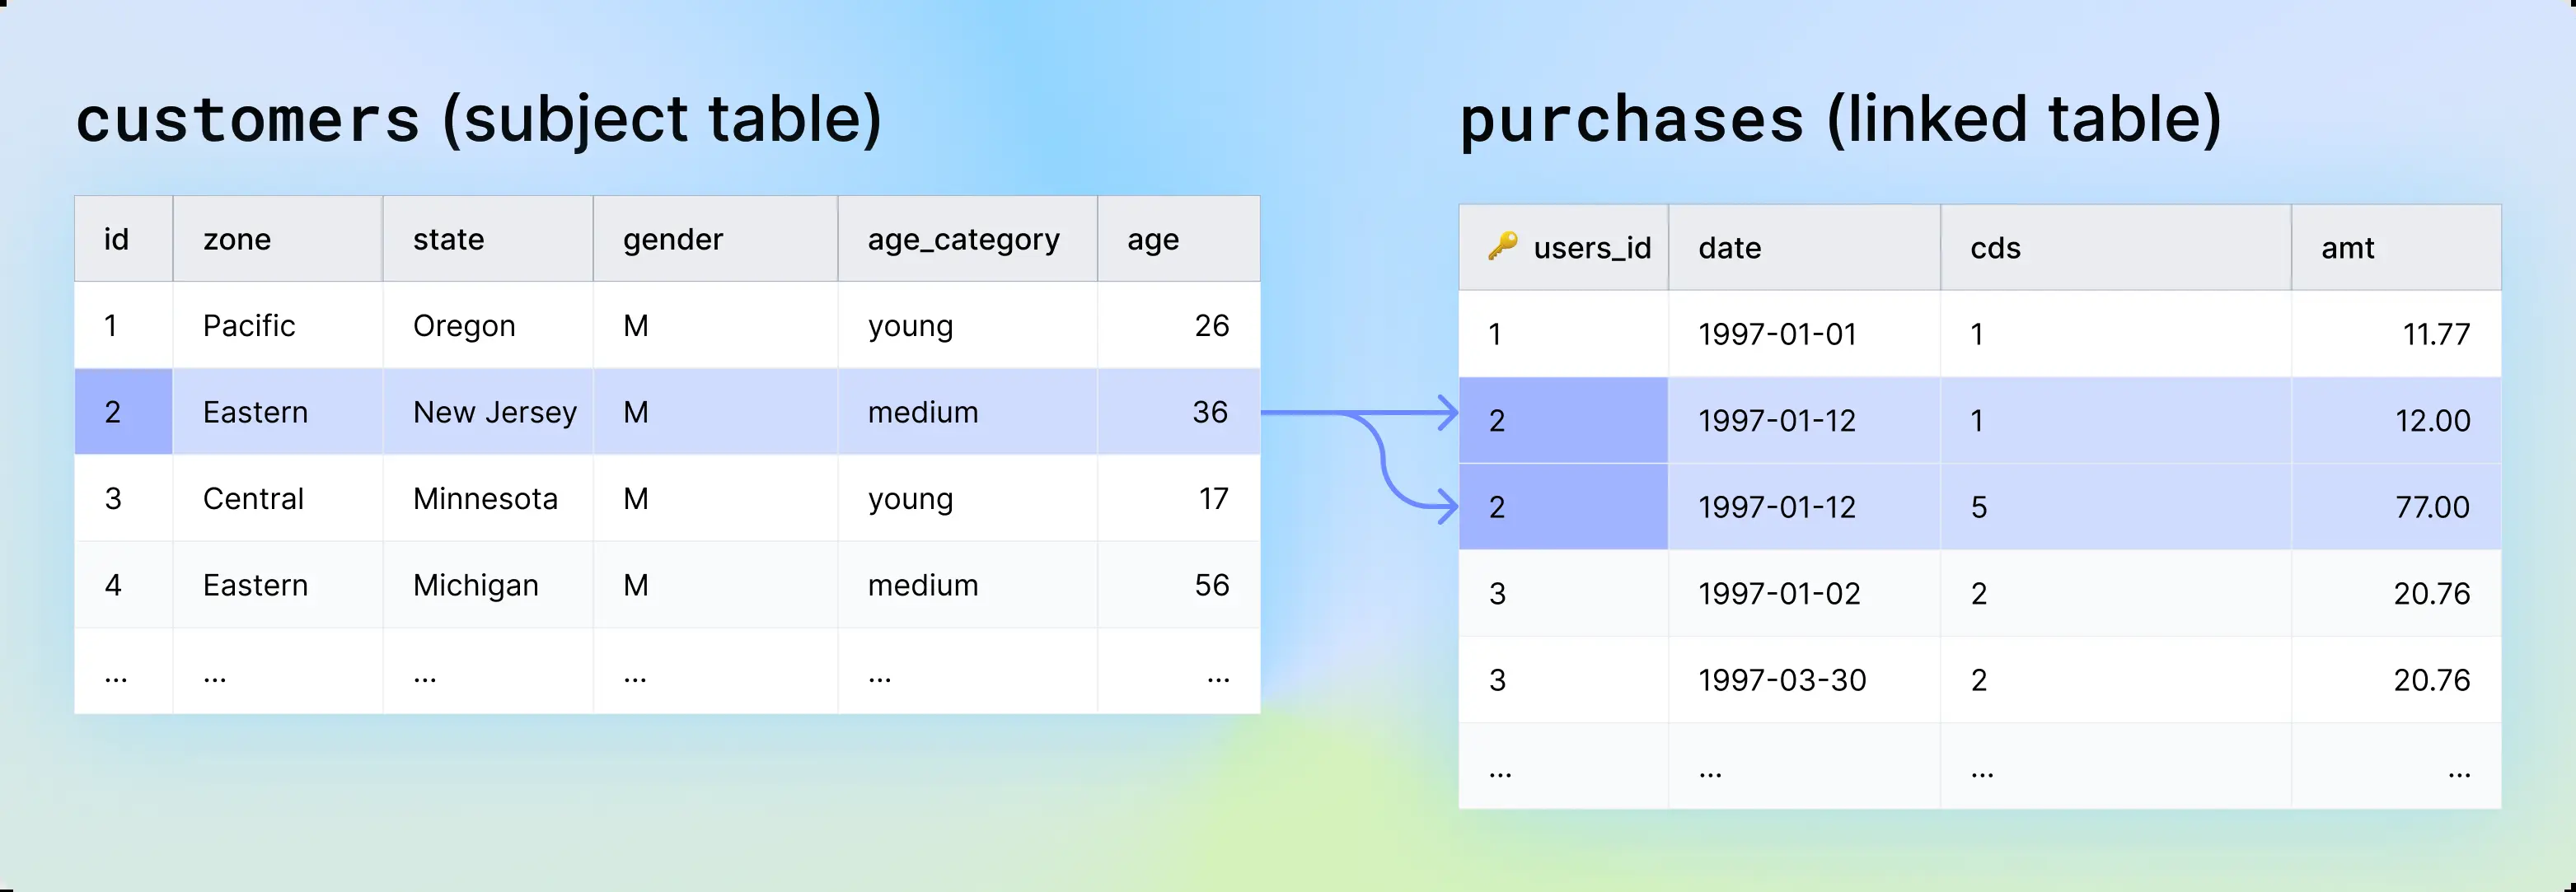 customers (subject table)
id zone state gender age_category age
1 Pacific Oregon M young 26
2 Eastern New Jersey M medium 36
3 Central Minnesota M young 17
4 Eastern Michigan M medium 56
... ... ... ... ... ...
purchases (linked table)
users_id date cds amt
1 1997-01-01 1 11.77
2 1997-01-12 1 12.00
2 1997-01-12 5 77.00
3 1997-01-02 2 20.76
3 1997-03-30 2 20.76
... ... ... ...